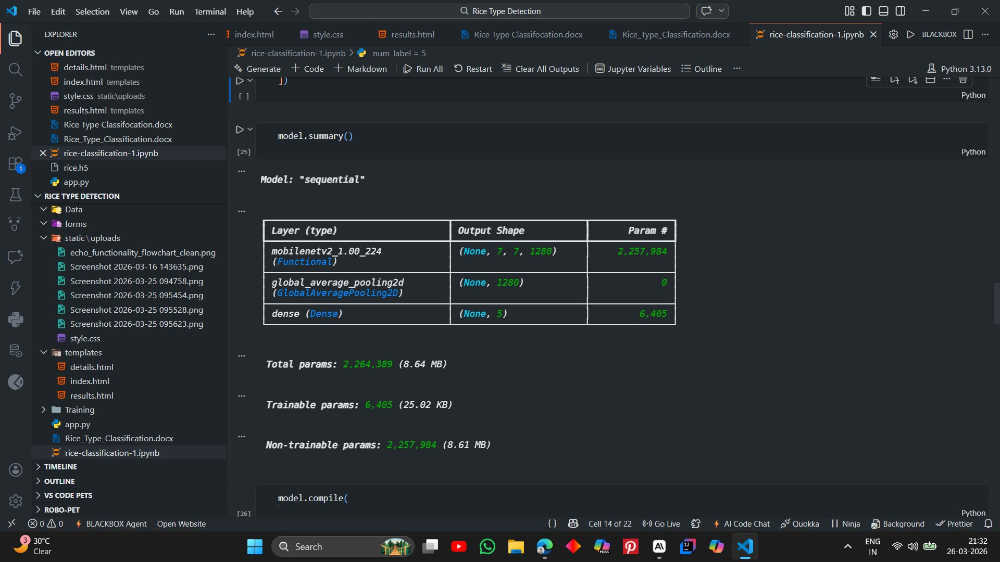 File Edit Selection View Go Run Terminal Help
Rice Type Detection
EXPLORER
OPEN EDITORS
details.html templates
index.html templates
style.css static\uploads
results.html templates
Rice Type Classifocation.docx
Rice_Type_Classification.docx
rice-classification-1.ipynb
rice.h5
app.py
RICE TYPE DETECTION
Data
forms
static\uploads
echo_functionality_flowchart_clean.png
Screenshot 2026-03-16 143635.png
Screenshot 2026-03-25 094758.png
Screenshot 2026-03-25 095454.png
Screenshot 2026-03-25 095528.png
Screenshot 2026-03-25 095623.png
style.css
templates
details.html
index.html
results.html
Training
app.py
Rice_Type_Classification.docx
rice-classification-1.ipynb
TIMELINE
OUTLINE
VS CODE PETS
ROBO-PET
1
index.html style.css results.html Rice Type Classifocation.docx Rice_Type_Classification.docx rice-classification-1.ipynb BLACKBOX
rice-classification-1.ipynb > num_label = 5
Generate + Code + Markdown Run All Restart Clear All Outputs Jupyter Variables Outline ... Python 3.13.0
])
[ ] Python
model.summary()
[25] Python
Model: "sequential"
Layer (type) Output Shape Param #
mobilenetv2_1.00_224 (None, 7, 7, 1280) 2,257,984
(Functional)
global_average_pooling2d (None, 1280) 0
(GlobalAveragePooling2D)
dense (Dense) (None, 5) 6,405
Total params: 2,264,389 (8.64 MB)
Trainable params: 6,405 (25.02 KB)
Non-trainable params: 2,257,984 (8.61 MB)
model.compile(
[26] Python
0 0 BLACKBOX Agent Open Website { } Cell 14 of 22 Go Live AI Code Chat Quokka Ninja Background Prettier
3 30°C
Clear
Search
M365
IJ
ENG
IN
21:32
26-03-2026